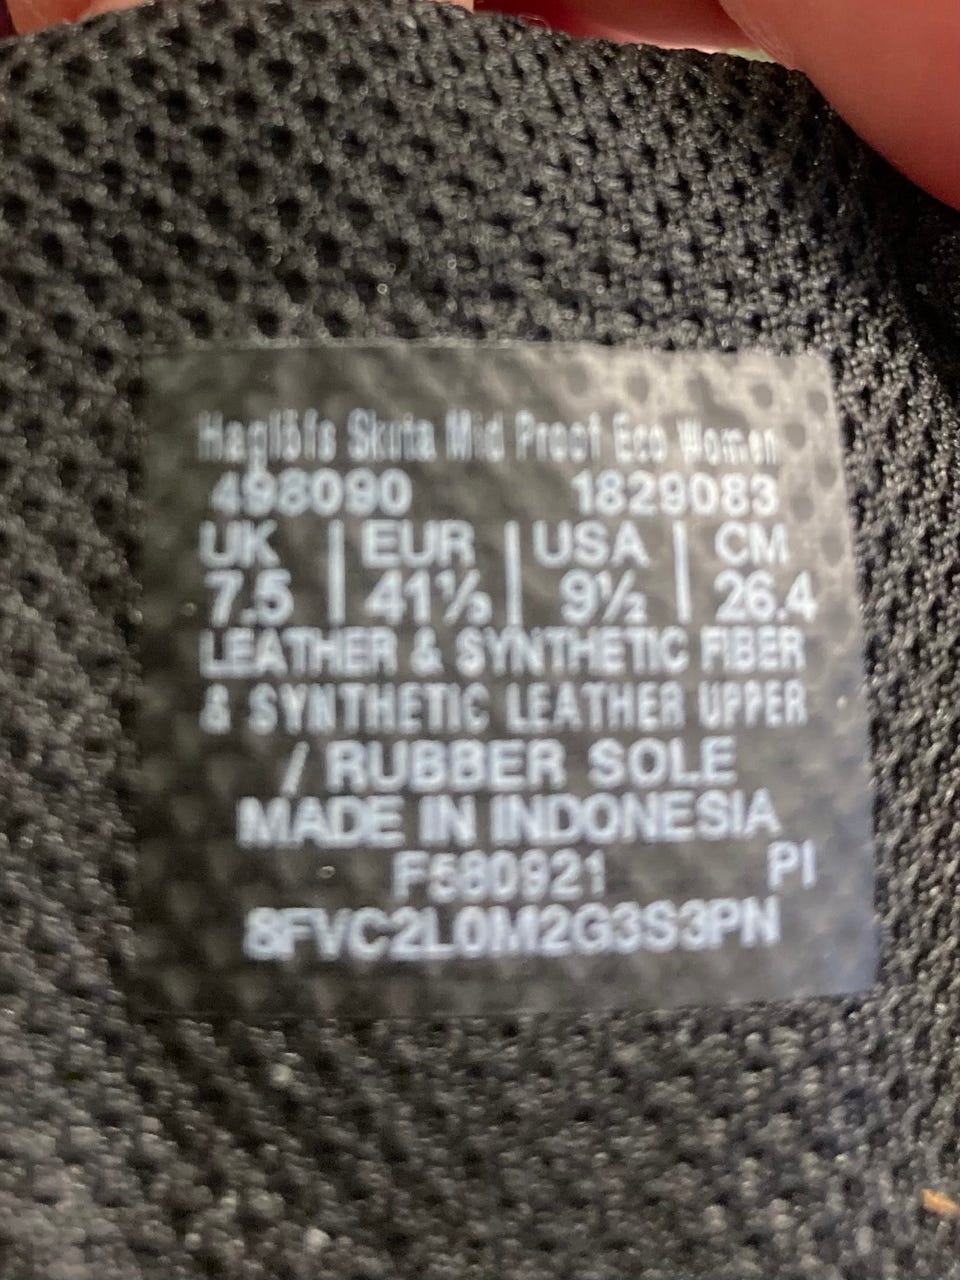 Haglöfs Skuta Mid Proof Eco Women
498090 1829083
UK | EUR | USA | CM
7.5 | 41⅓ | 9½ | 26.4
LEATHER & SYNTHETIC FIBER
& SYNTHETIC LEATHER UPPER
/ RUBBER SOLE
MADE IN INDONESIA
F580921 PI
8FVC2L0M2G3S3PN